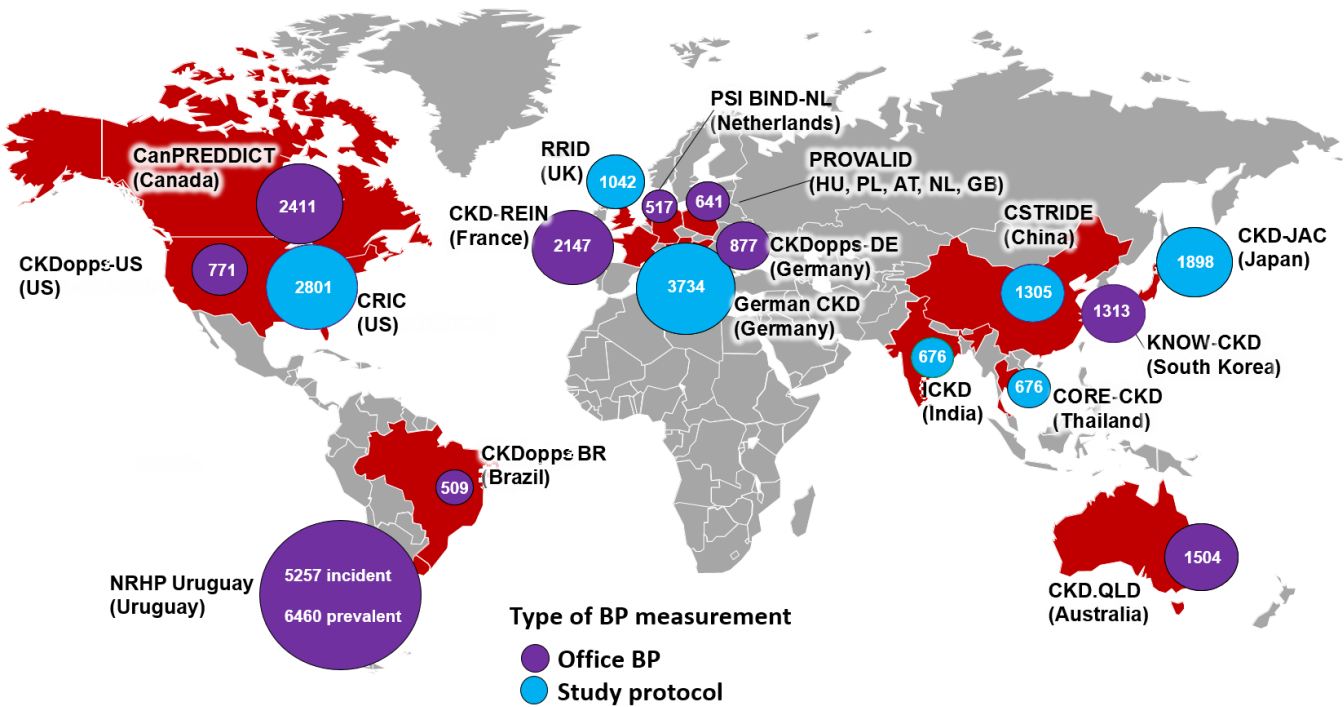 PSI BIND-NL
(Netherlands)
RRID
(UK)
1042
PROVALID
(HU, PL, AT, NL, GB)
CanPREDDICT
(Canada)
2411
517
641
CKD-REIN
(France)
2147
877
CKDopps-DE
(Germany)
CSTRIDE
(China)
1305
CKD-JAC
(Japan)
1898
CKDopps-US
(US)
771
2801
CRIC
(US)
3734
German CKD
(Germany)
1313
KNOW-CKD
(South Korea)
676
ICKD
(India)
676
CORE-CKD
(Thailand)
CKDopps BR
(Brazil)
509
NRHP Uruguay
(Uruguay)
5257 incident
6460 prevalent
1504
CKD.QLD
(Australia)
Type of BP measurement
Office BP
Study protocol